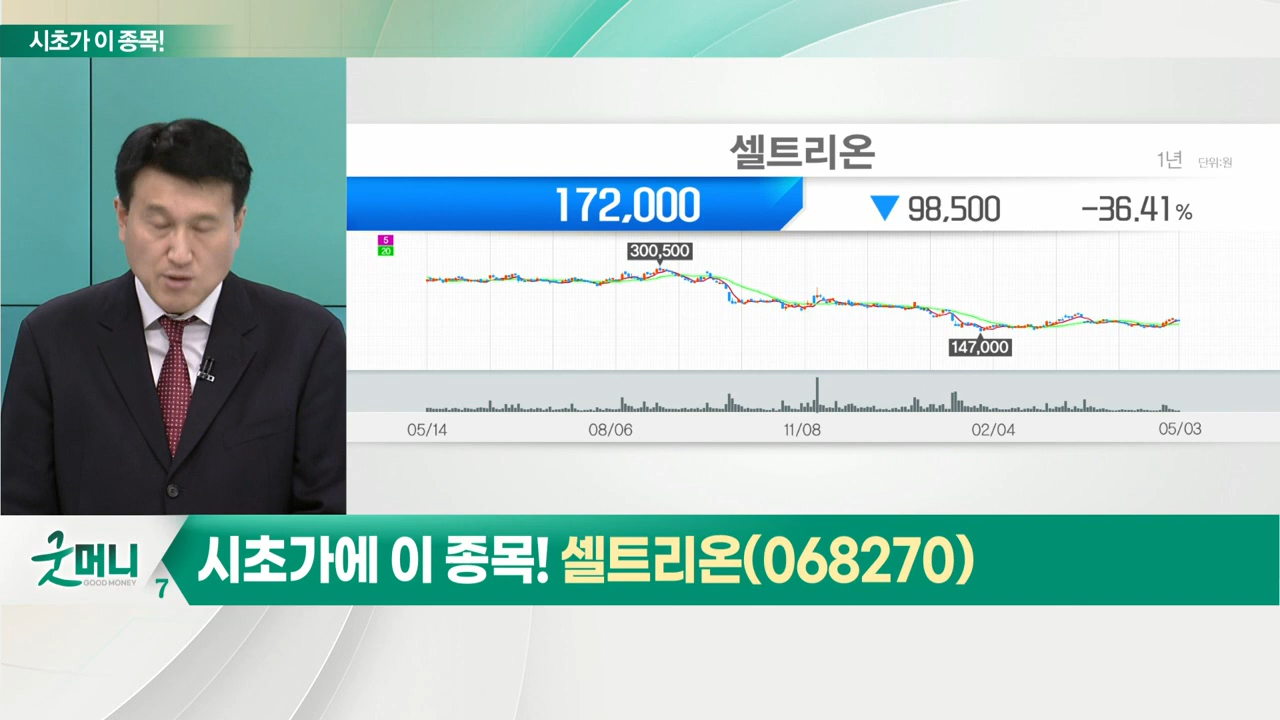 시초가 이 종목!
셀트리온
1년 단위:원
172,000 ▼ 98,500 -36.41%
5
20
300,500
147,000
05/14 08/06 11/08 02/04 05/03
굿머니
GOOD MONEY
7
시초가에 이 종목! 셀트리온(068270)